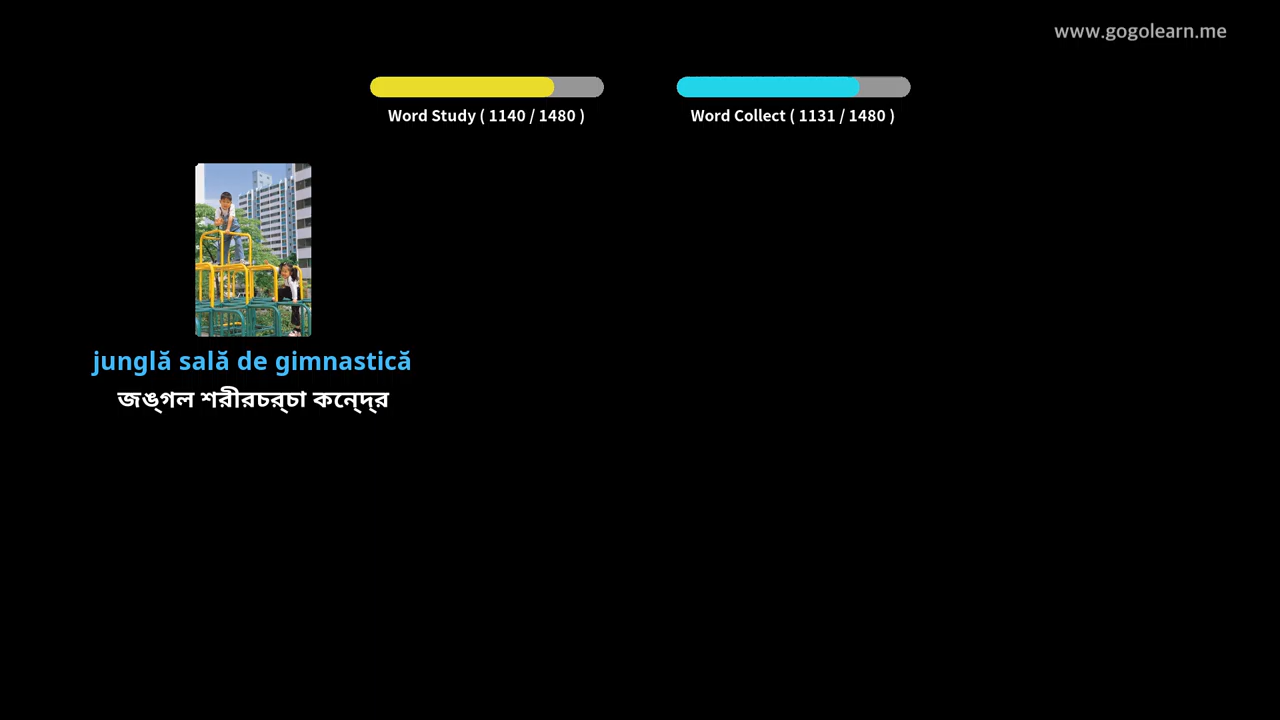 www.gogolearn.me
Word Study ( 1140 / 1480 )
Word Collect ( 1131 / 1480 )
junglă sală de gimnastică
জঙ্গল শরীরচর্চা কেন্দ্র